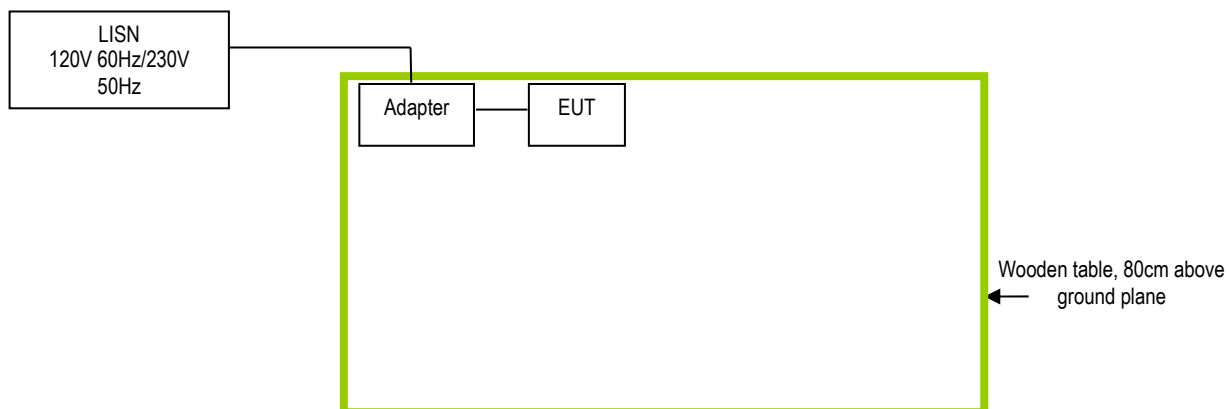 LISN
120V 60Hz/230V
50Hz
Adapter
EUT
Wooden table, 80cm above
ground plane